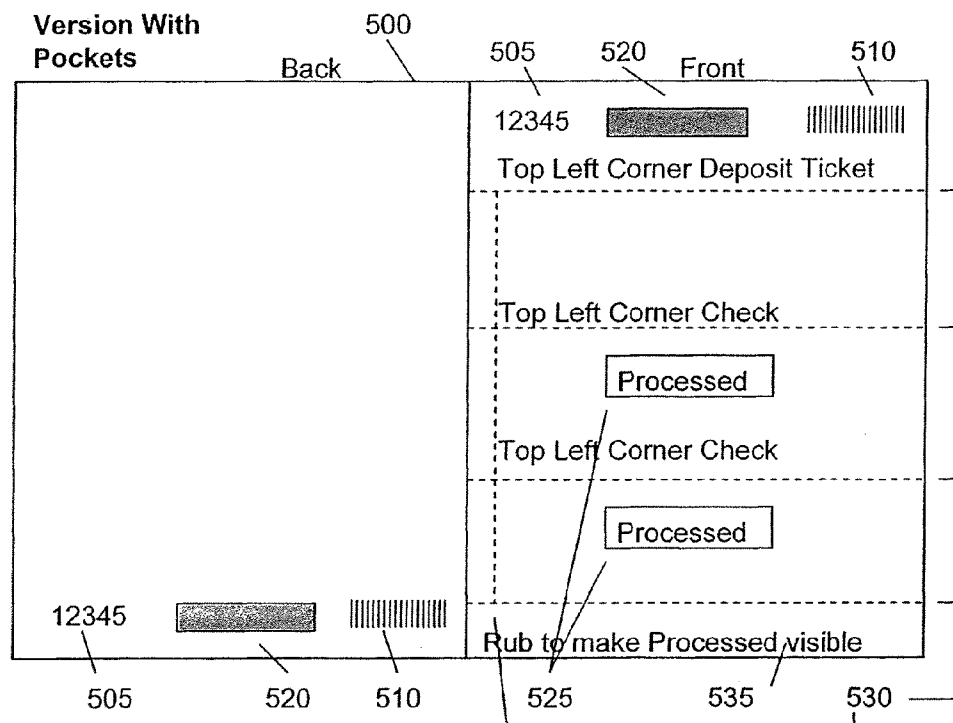 Version With
Pockets
500
Back
505 520 Front 510
12345
Top Left Corner Deposit Ticket
Top Left Corner Check
Processed
Top Left Corner Check
Processed
12345
Rub to make Processed visible
505 520 510 525 535 530